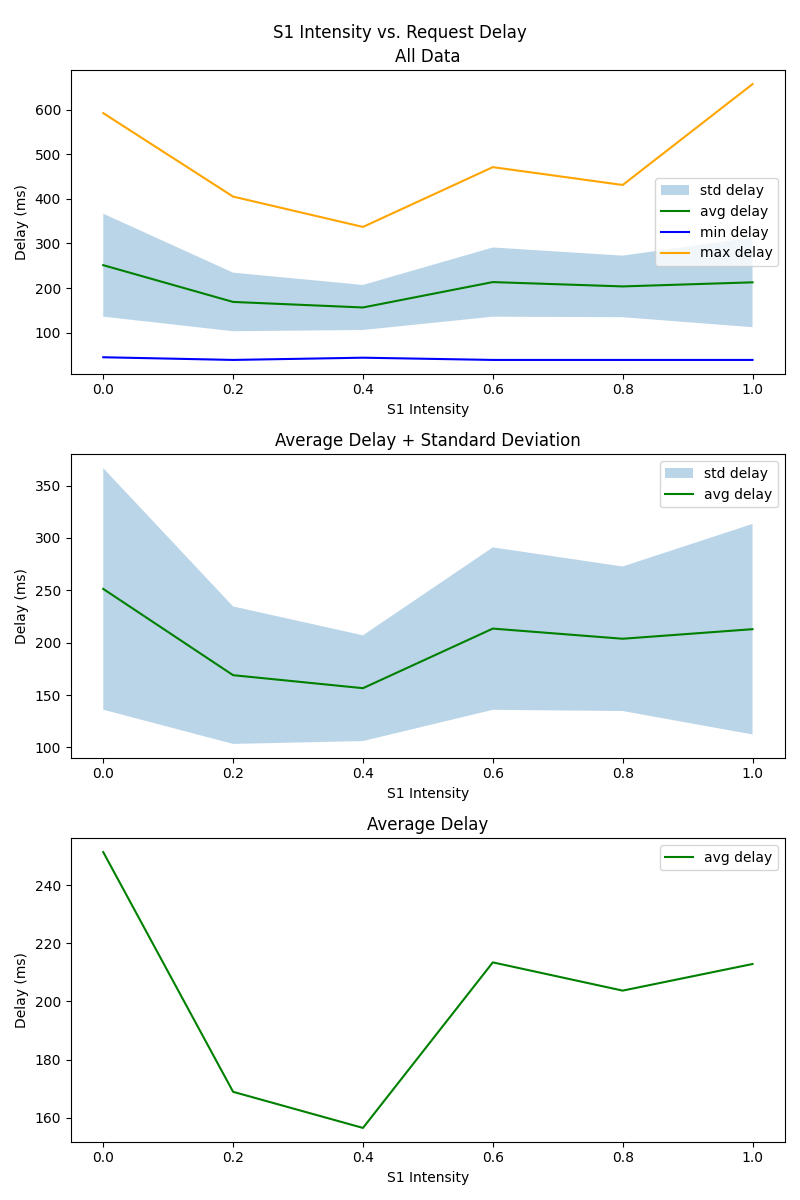 S1 Intensity vs. Request Delay
All Data
600
500
400
300
200
100
Delay (ms)
std delay
avg delay
min delay
max delay
0.0 0.2 0.4 0.6 0.8 1.0
S1 Intensity
Average Delay + Standard Deviation
350
300
250
200
150
100
Delay (ms)
std delay
avg delay
0.0 0.2 0.4 0.6 0.8 1.0
S1 Intensity
Average Delay
240
220
200
180
160
Delay (ms)
avg delay
0.0 0.2 0.4 0.6 0.8 1.0
S1 Intensity